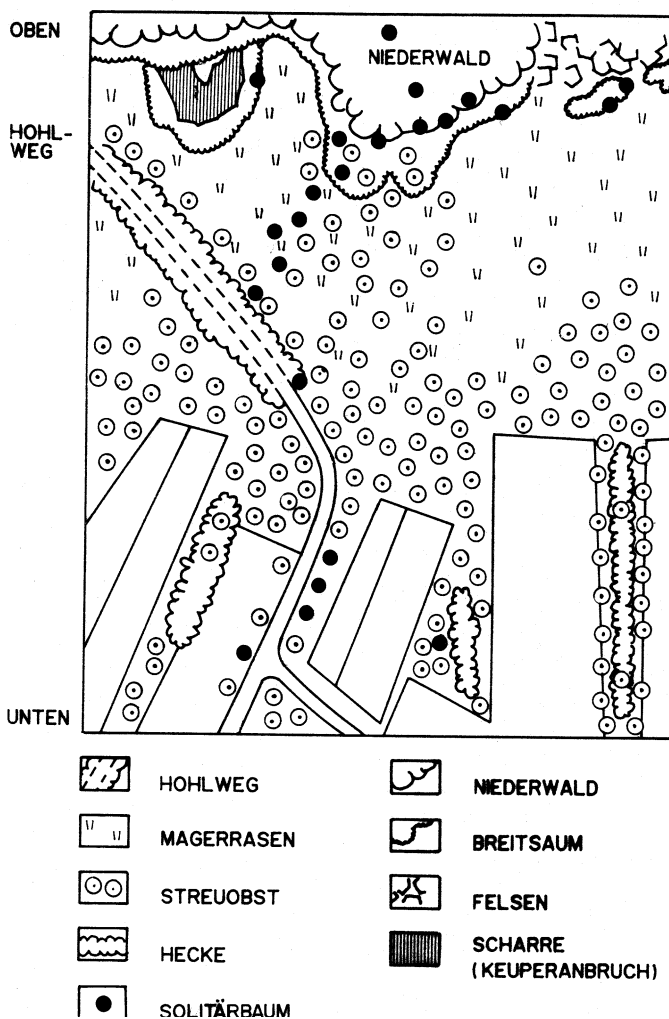 OBEN
NIEDERWALD
HOHL-
WEG
UNTEN
HOHLWEG
MAGERRASEN
STREUOBST
HECKE
SOLITÄRBAUM
NIEDERWALD
BREITSAUM
FELSEN
SCHARRE
(KEUPERANBRUCH)